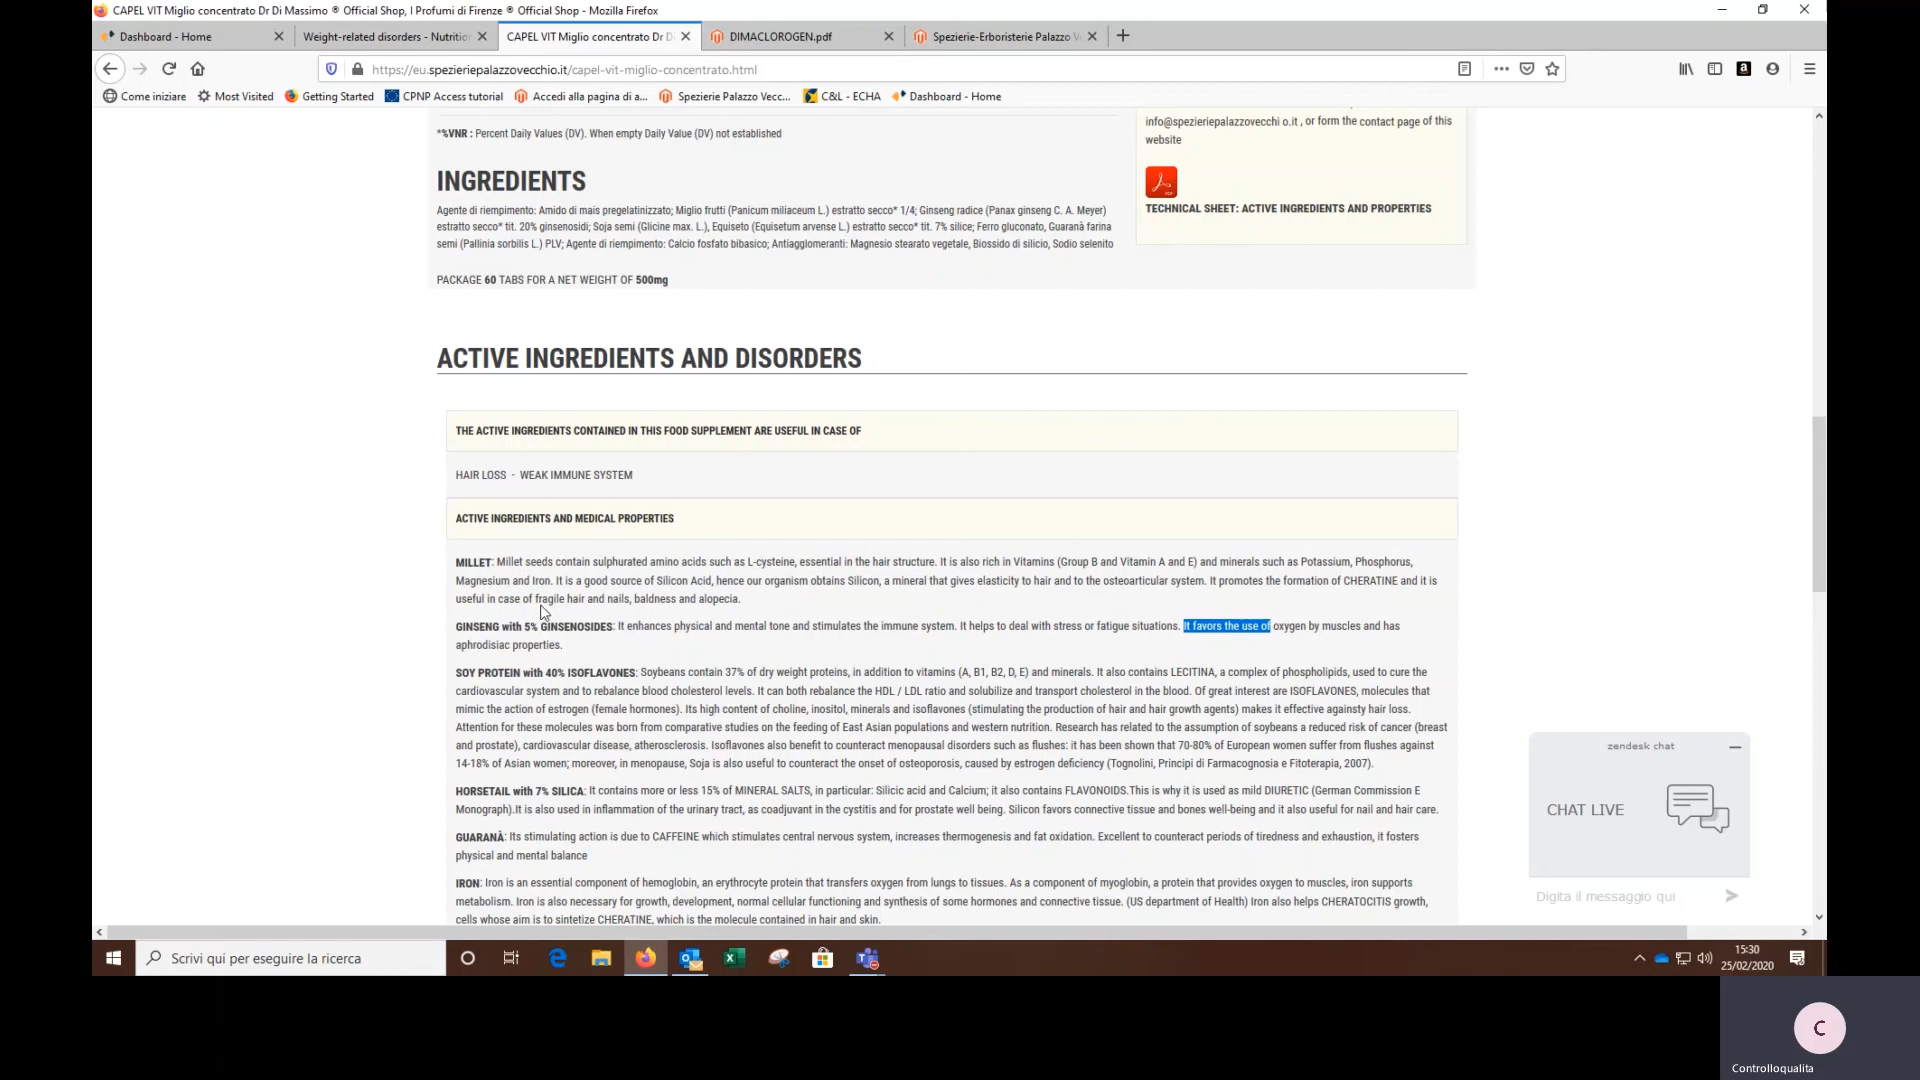 CAPEL VIT Miglio concentrato Dr Di Massimo ® Official Shop, I Profumi di Firenze ® Official Shop - Mozilla Firefox
Dashboard - Home
Weight-related disorders - Nutritio
CAPEL VIT Miglio concentrato Dr D
DIMACLOROGEN.pdf
Spezierie-Erboristerie Palazzo V
https://eu.spezieriepalazzovecchio.it/capel-vit-miglio-concentrato.html
Come iniziare
Most Visited
Getting Started
CPNP Access tutorial
Accedi alla pagina di a...
Spezierie Palazzo Vecc...
C&L - ECHA
Dashboard - Home
*%VNR : Percent Daily Values (DV). When empty Daily Value (DV) not established
INGREDIENTS
Agente di riempimento: Amido di mais pregelatinizzato; Miglio frutti (Panicum miliaceum L.) estratto secco* 1/4; Ginseng radice (Panax ginseng C. A. Meyer)
estratto secco* tit. 20% ginsenosidi; Soja semi (Glicine max. L.), Equiseto (Equisetum arvense L.) estratto secco* tit. 7% silice; Ferro gluconato, Guaranà farina
semi (Pallinia sorbilis L.) PLV; Agente di riempimento: Calcio fosfato bibasico; Antiagglomeranti: Magnesio stearato vegetale, Biossido di silicio, Sodio selenito
PACKAGE 60 TABS FOR A NET WEIGHT OF 500mg
info@spezieriepalazzovecchi o.it , or form the contact page of this
website
TECHNICAL SHEET: ACTIVE INGREDIENTS AND PROPERTIES
ACTIVE INGREDIENTS AND DISORDERS
THE ACTIVE INGREDIENTS CONTAINED IN THIS FOOD SUPPLEMENT ARE USEFUL IN CASE OF
HAIR LOSS - WEAK IMMUNE SYSTEM
ACTIVE INGREDIENTS AND MEDICAL PROPERTIES
MILLET: Millet seeds contain sulphurated amino acids such as L-cysteine, essential in the hair structure. It is also rich in Vitamins (Group B and Vitamin A and E) and minerals such as Potassium, Phosphorus,
Magnesium and Iron. It is a good source of Silicon Acid, hence our organism obtains Silicon, a mineral that gives elasticity to hair and to the osteoarticular system. It promotes the formation of CHERATINE and it is
useful in case of fragile hair and nails, baldness and alopecia.
GINSENG with 5% GINSENOSIDES: It enhances physical and mental tone and stimulates the immune system. It helps to deal with stress or fatigue situations. It favors the use of oxygen by muscles and has
aphrodisiac properties.
SOY PROTEIN with 40% ISOFLAVONES: Soybeans contain 37% of dry weight proteins, in addition to vitamins (A, B1, B2, D, E) and minerals. It also contains LECITINA, a complex of phospholipids, used to cure the
cardiovascular system and to rebalance blood cholesterol levels. It can both rebalance the HDL / LDL ratio and solubilize and transport cholesterol in the blood. Of great interest are ISOFLAVONES, molecules that
mimic the action of estrogen (female hormones). Its high content of choline, inositol, minerals and isoflavones (stimulating the production of hair and hair growth agents) makes it effective againsty hair loss.
Attention for these molecules was born from comparative studies on the feeding of East Asian populations and western nutrition. Research has related to the assumption of soybeans a reduced risk of cancer (breast
and prostate), cardiovascular disease, atherosclerosis. Isoflavones also benefit to counteract menopausal disorders such as flushes: it has been shown that 70-80% of European women suffer from flushes against
14-18% of Asian women; moreover, in menopause, Soja is also useful to counteract the onset of osteoporosis, caused by estrogen deficiency (Tognolini, Principi di Farmacognosia e Fitoterapia, 2007).
HORSETAIL with 7% SILICA: It contains more or less 15% of MINERAL SALTS, in particular: Silicic acid and Calcium; it also contains FLAVONOIDS.This is why it is used as mild DIURETIC (German Commission E
Monograph).It is also used in inflammation of the urinary tract, as coadjuvant in the cystitis and for prostate well being. Silicon favors connective tissue and bones well-being and it also useful for nail and hair care.
GUARANÀ: Its stimulating action is due to CAFFEINE which stimulates central nervous system, increases thermogenesis and fat oxidation. Excellent to counteract periods of tiredness and exhaustion, it fosters
physical and mental balance
IRON: Iron is an essential component of hemoglobin, an erythrocyte protein that transfers oxygen from lungs to tissues. As a component of myoglobin, a protein that provides oxygen to muscles, iron supports
metabolism. Iron is also necessary for growth, development, normal cellular functioning and synthesis of some hormones and connective tissue. (US department of Health) Iron also helps CHERATOCITIS growth,
cells whose aim is to sintetize CHERATINE, which is the molecule contained in hair and skin.
zendesk chat
CHAT LIVE
Digita il messaggio qui
Scrivi qui per eseguire la ricerca
15:30
25/02/2020
C
Controlloqualita